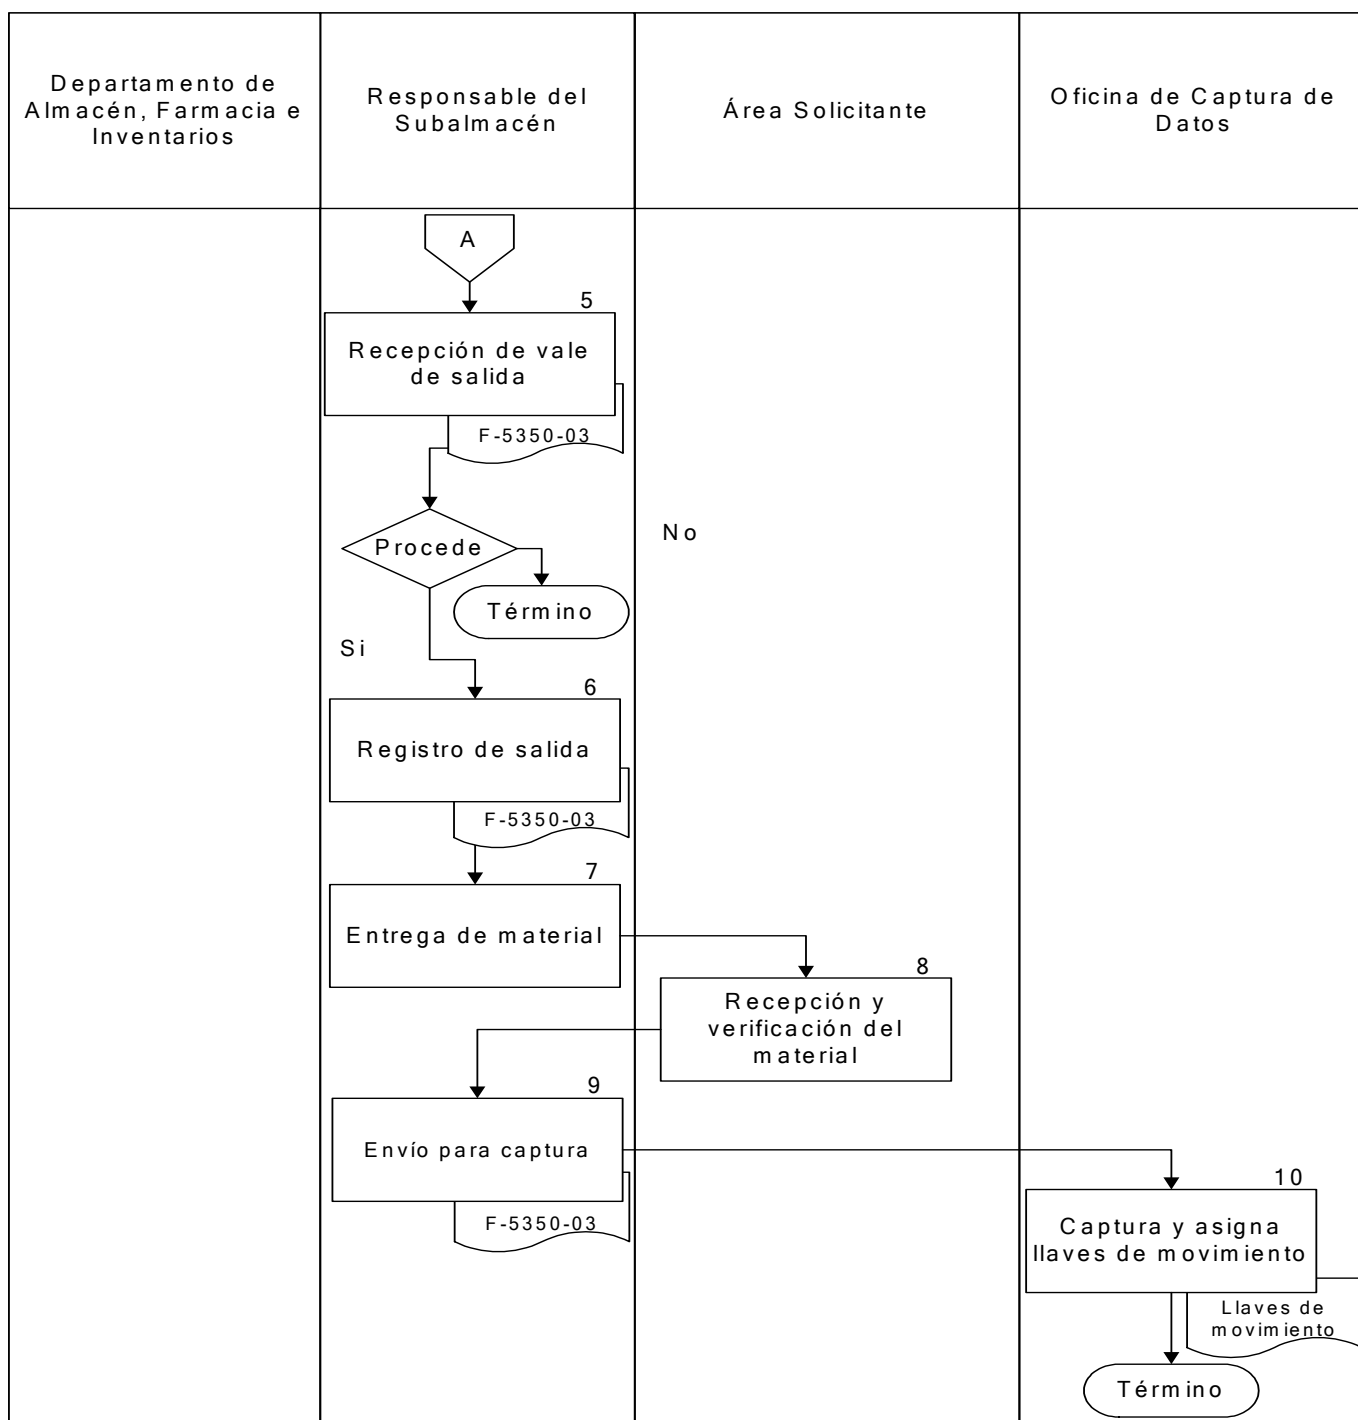 Departamento de
Almacén, Farmacia e
Inventarios
Responsable del
Subalmacén
Área Solicitante
Oficina de Captura de
Datos
A
5
Recepción de vale
de salida
F-5350-03
Procede
No
Término
Si
6
Registro de salida
F-5350-03
7
Entrega de material
8
Recepción y
verificación del
material
9
Envío para captura
F-5350-03
10
Captura y asigna
llaves de movimiento
Llaves de
movimiento
Término